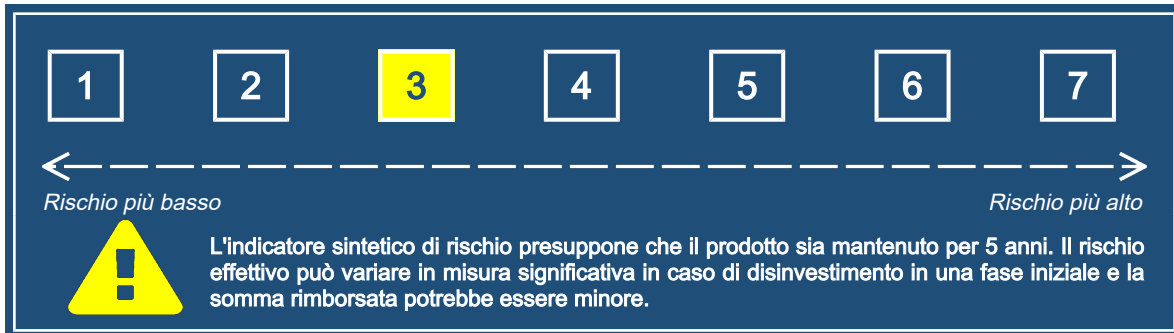 1 2 3 4 5 6 7
Rischio più basso Rischio più alto
L'indicatore sintetico di rischio presuppone che il prodotto sia mantenuto per 5 anni. Il rischio
effettivo può variare in misura significativa in caso di disinvestimento in una fase iniziale e la
somma rimborsata potrebbe essere minore.